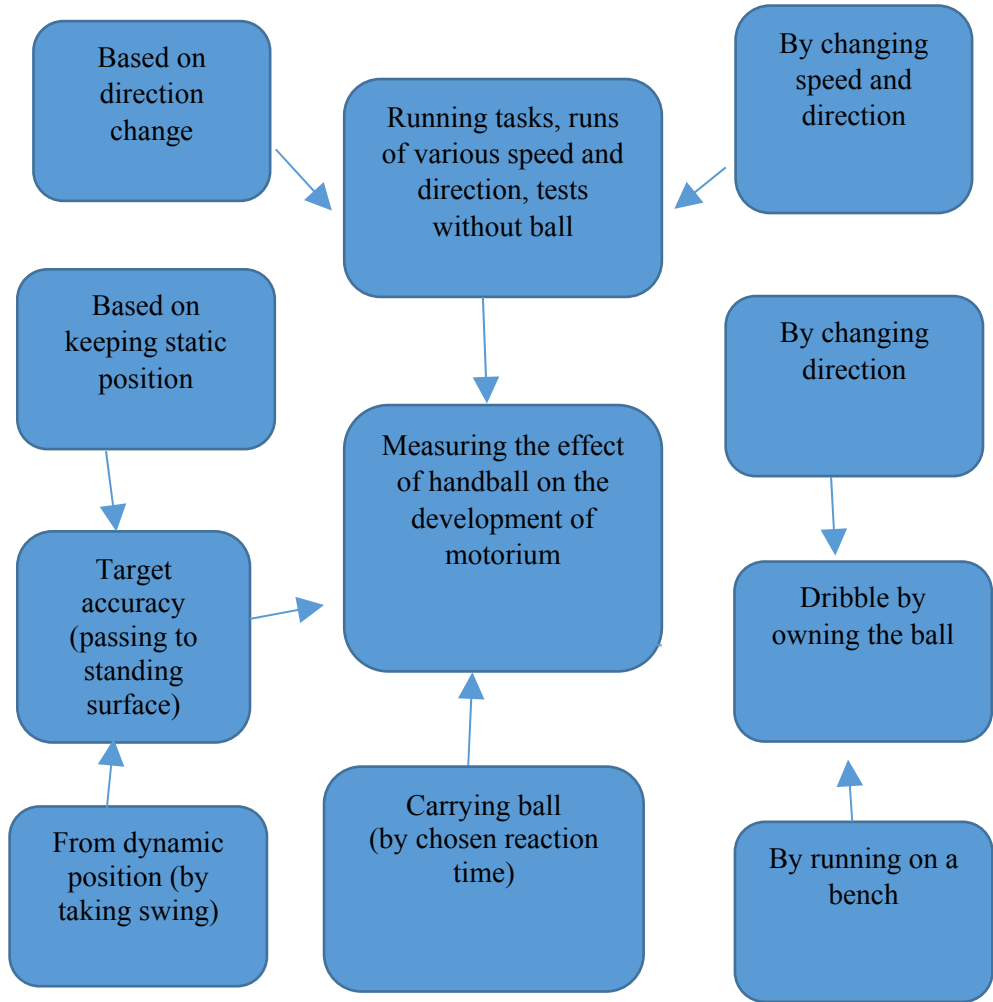 Based on
direction
change
Running tasks, runs
of various speed and
direction, tests
without ball
By changing
speed and
direction
Based on
keeping static
position
By changing
direction
Measuring the effect
of handball on the
development of
motorium
Target
accuracy
(passing to
standing
surface)
Dribble by
owning the ball
From dynamic
position (by
taking swing)
Carrying ball
(by chosen reaction
time)
By running on a
bench